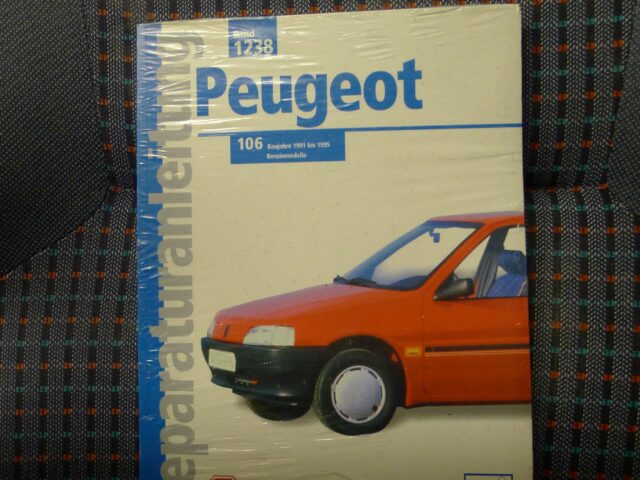 Band
1238
Peugeot
106 Baujahre 1991 bis 1995
Benzinmodelle
eparaturanleitung